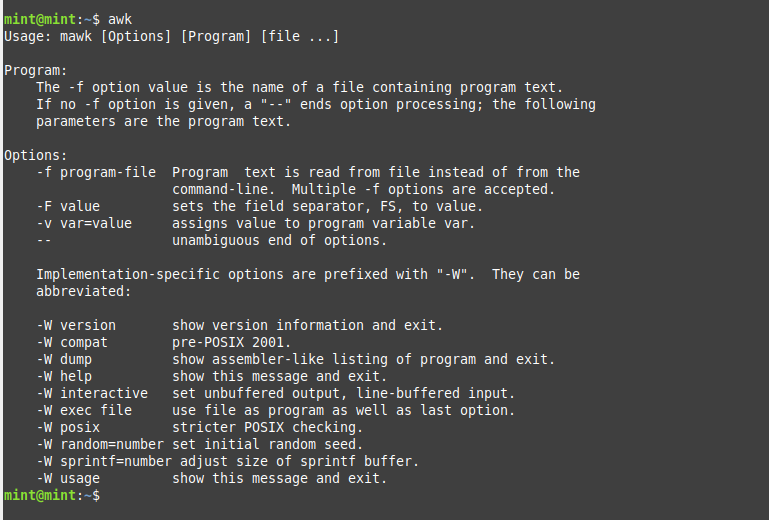 mint@mint:~$ awk
Usage: mawk [Options] [Program] [file ...]

Program:
    The -f option value is the name of a file containing program text.
    If no -f option is given, a "--" ends option processing; the following
    parameters are the program text.

Options:
    -f program-file  Program  text is read from file instead of from the
                     command-line.  Multiple -f options are accepted.
    -F value         sets the field separator, FS, to value.
    -v var=value     assigns value to program variable var.
    --               unambiguous end of options.

    Implementation-specific options are prefixed with "-W".  They can be
    abbreviated:

    -W version       show version information and exit.
    -W compat        pre-POSIX 2001.
    -W dump          show assembler-like listing of program and exit.
    -W help          show this message and exit.
    -W interactive   set unbuffered output, line-buffered input.
    -W exec file     use file as program as well as last option.
    -W posix         stricter POSIX checking.
    -W random=number set initial random seed.
    -W sprintf=number adjust size of sprintf buffer.
    -W usage         show this message and exit.
mint@mint:~$